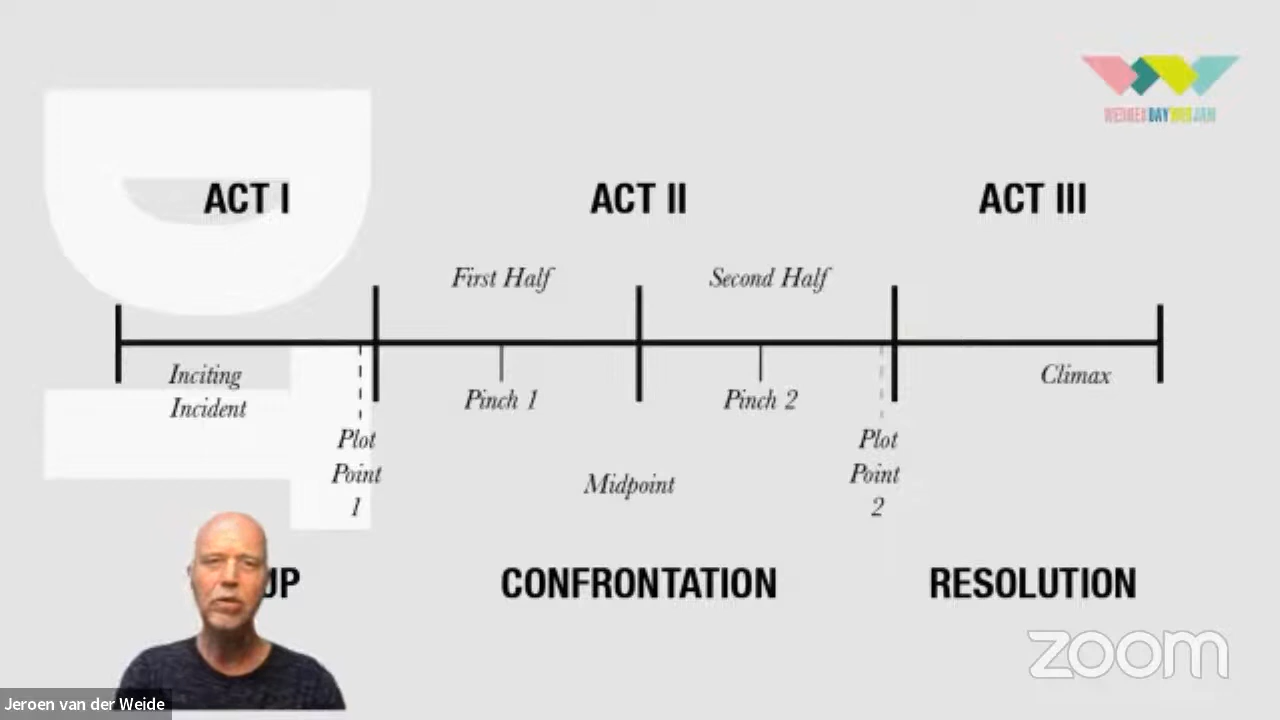 WEDNESDAYWEBJAM
ACT I
ACT II
ACT III
First Half
Second Half
Inciting
Incident
Pinch 1
Pinch 2
Climax
Plot
Point
1
Midpoint
Plot
Point
2
UP
CONFRONTATION
RESOLUTION
zoom
Jeroen van der Weide